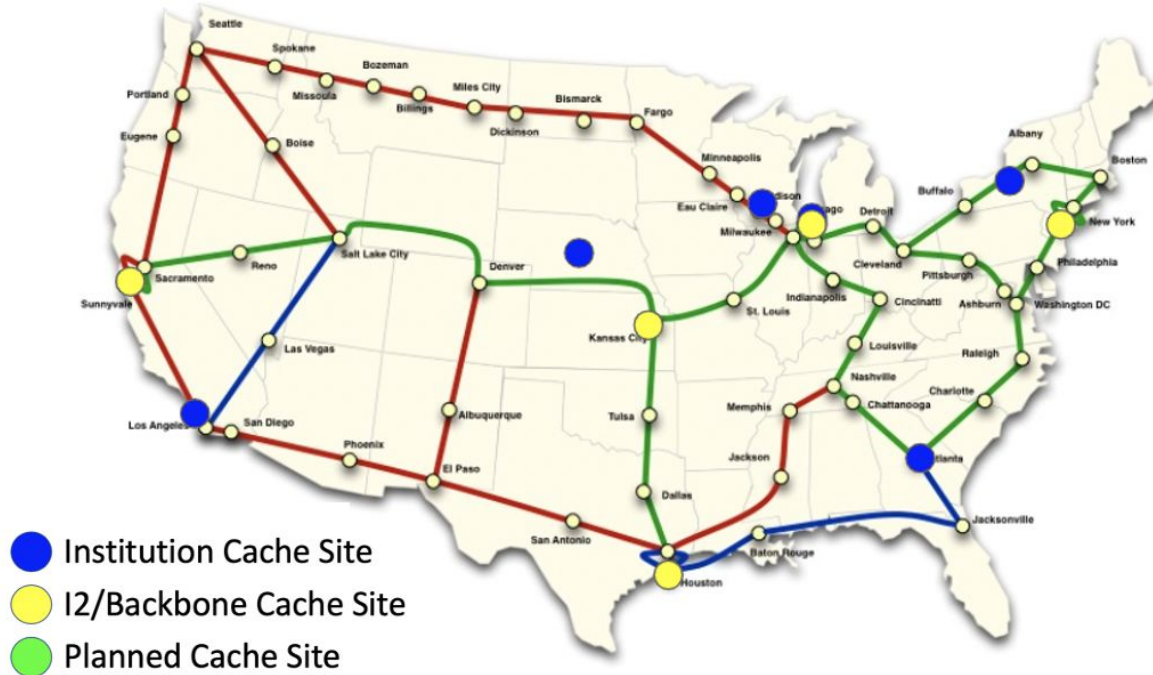 Seattle
Spokane
Bozeman
Portland
Missoula
Miles City
Billings
Bismarck
Fargo
Dickinson
Eugene
Boise
Albany
Boston
Minneapolis
Buffalo
Eau Claire
dison
ago
Detroit
New York
Milwaukee
Salt Lake City
Cleveland
Philadelphia
Reno
Sacramento
Denver
Pittsburgh
Sunnyvale
Indianapolis
Cincinatti
Ashburn
Washington DC
St. Louis
Kansas City
Las Vegas
Louisville
Raleigh
Nashville
Charlotte
Memphis
Chattanooga
Los Angeles
San Diego
Albuquerque
Tulsa
Phoenix
Jackson
tlanta
El Paso
Dallas
Jacksonville
San Antonio
Baton Rouge
Houston
Institution Cache Site
I2/Backbone Cache Site
Planned Cache Site